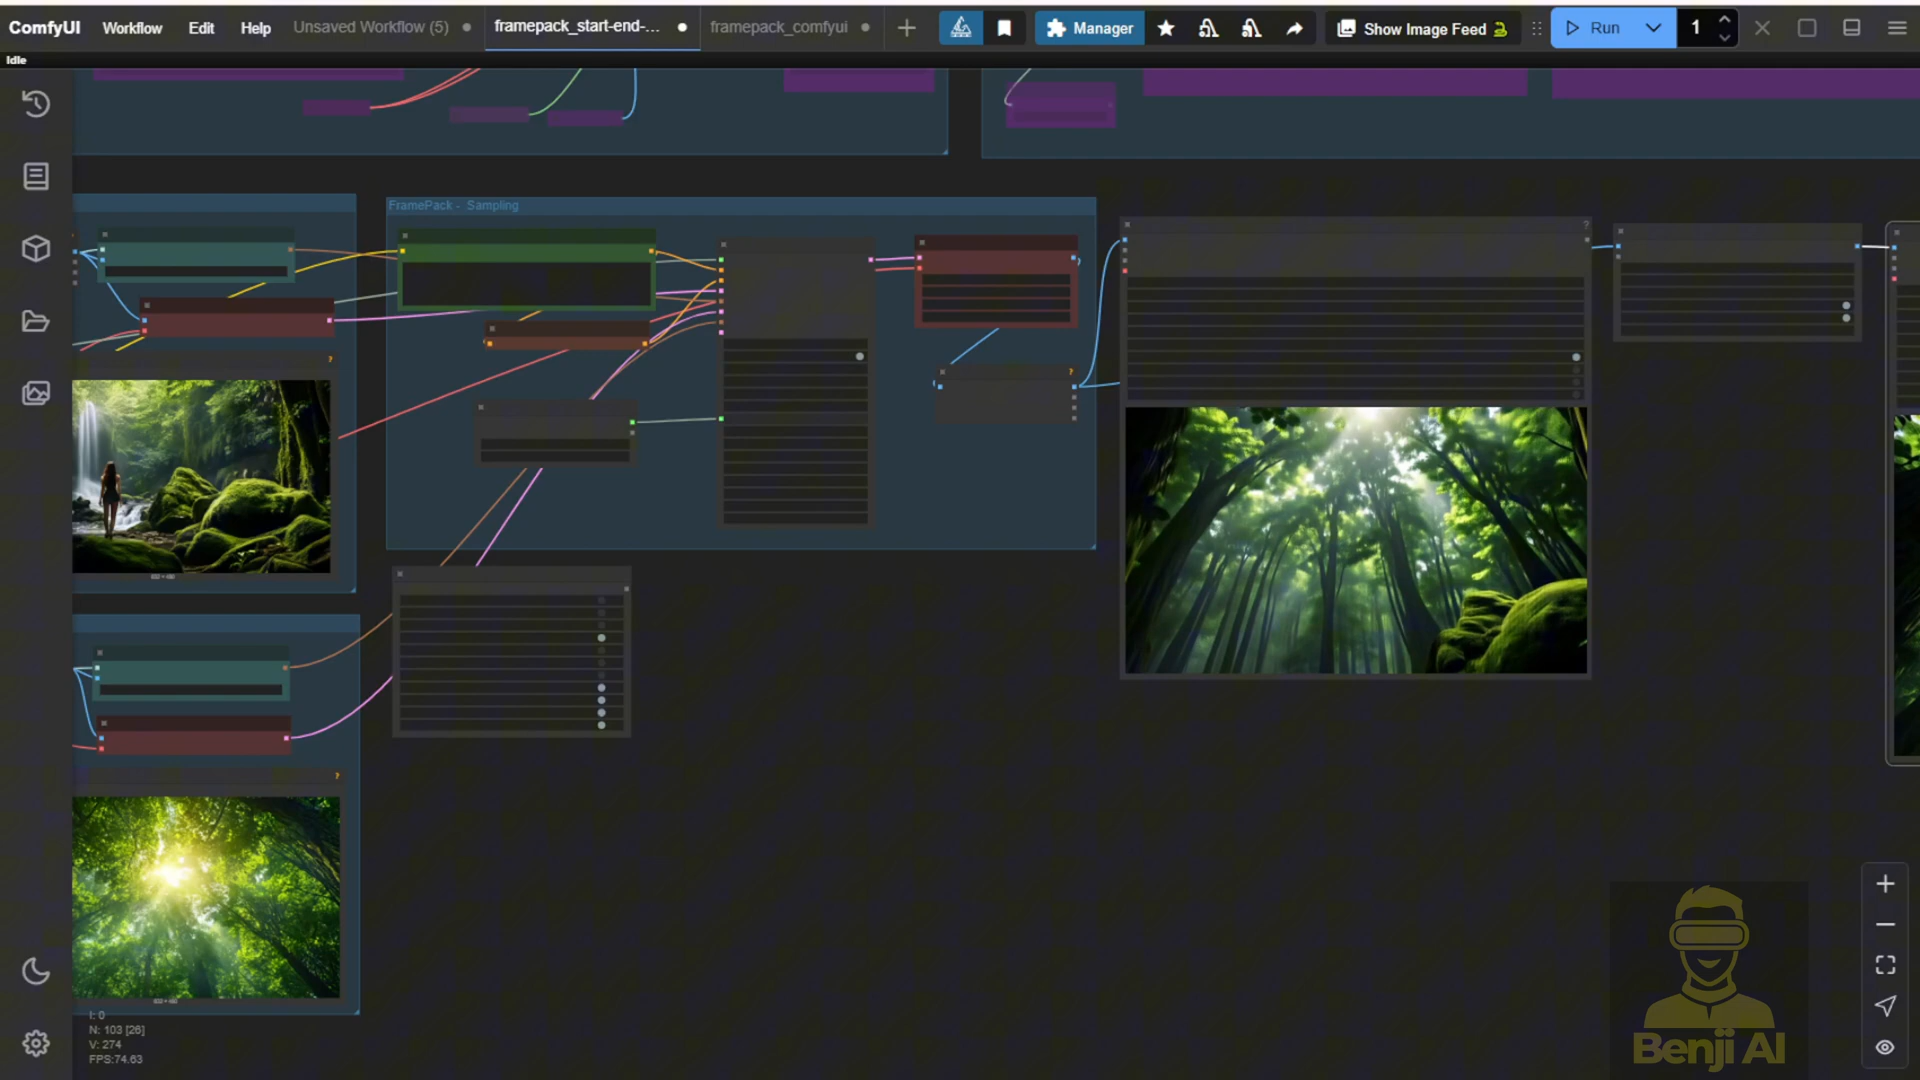 ComfyUI Workflow Edit Help Unsaved Workflow (5) framepack_start-end-... framepack_comfyui Manager Show Image Feed Run 1
Idle
FramePack - Sampling
?
?
?
?
I: 0
N: 103 [26]
V: 274
FPS:74.63
Benji AI